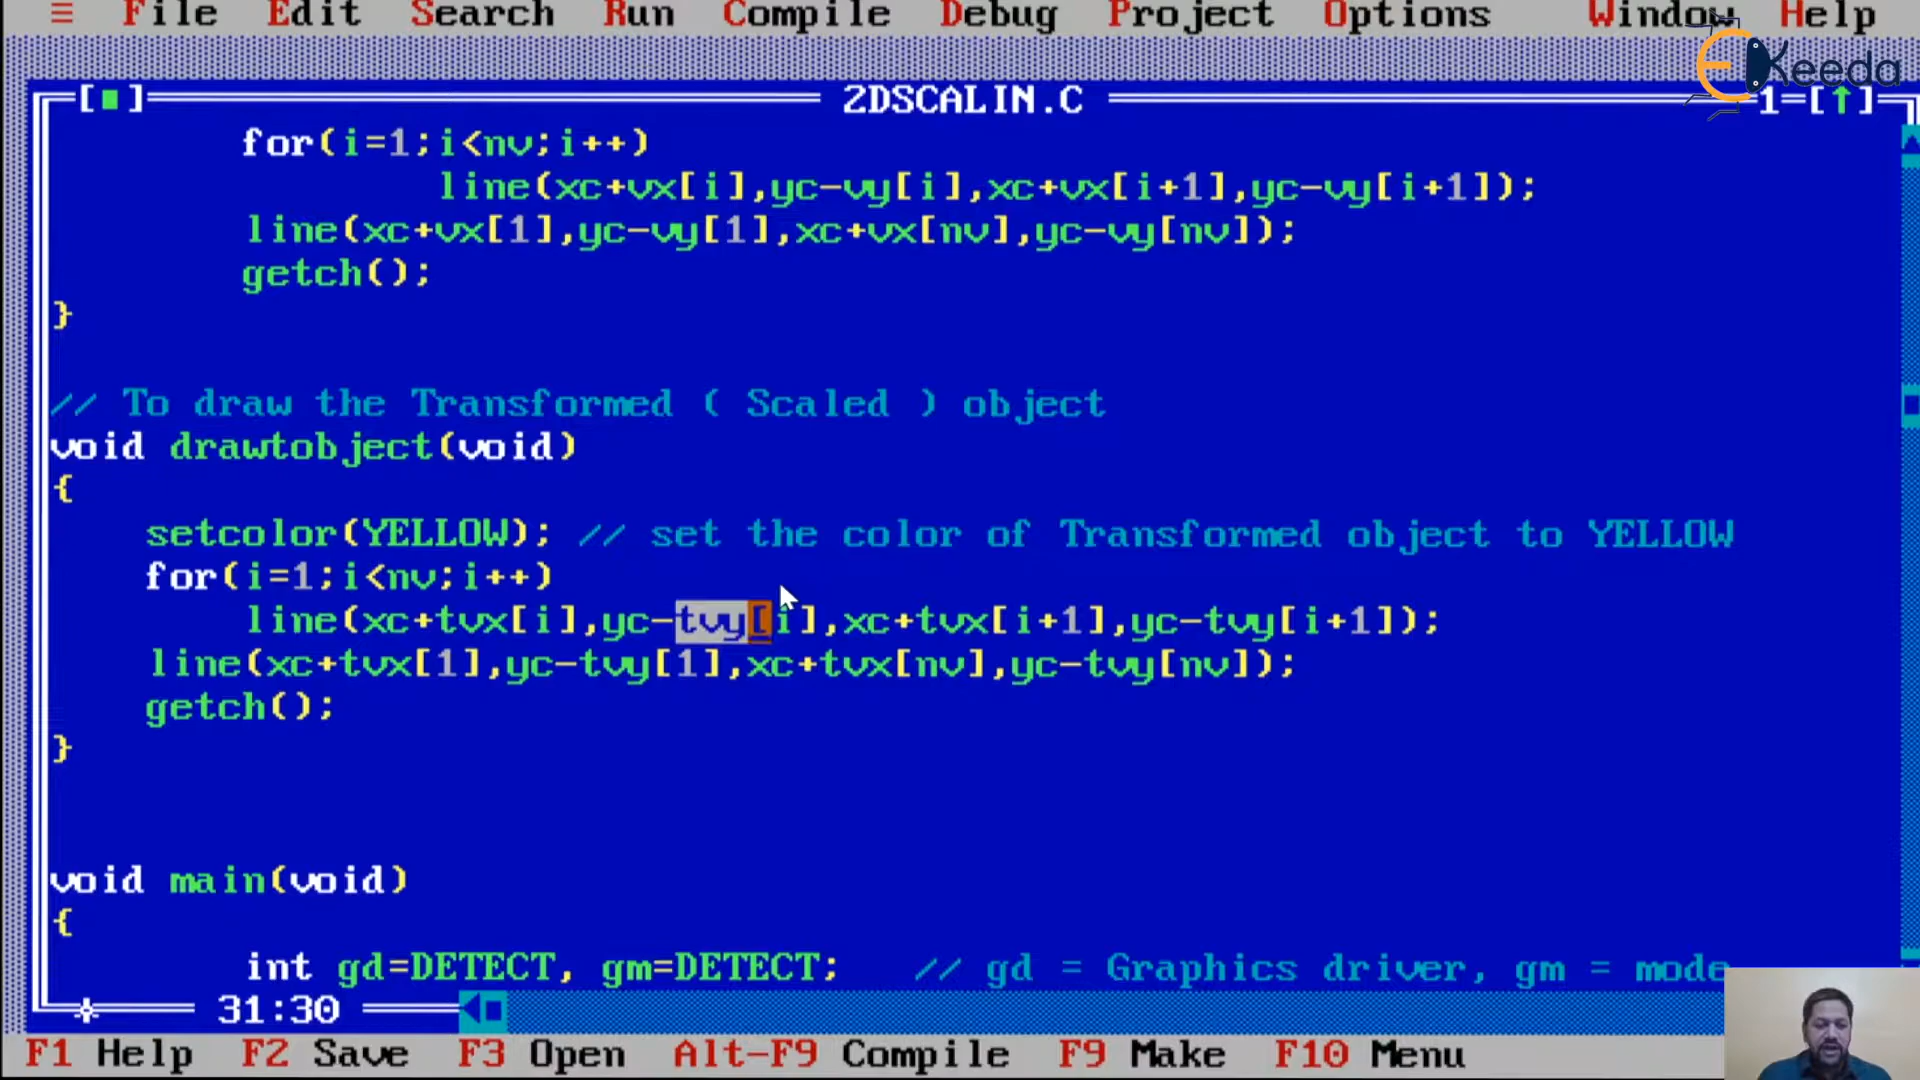 ≡ File Edit Search Run Compile Debug Project Options Window Help
EKeeda
[■] 2DSCALIN.C 1=[↑]
for(i=1;i<nv;i++)
line(xc+vx[i],yc-vy[i],xc+vx[i+1],yc-vy[i+1]);
line(xc+vx[1],yc-vy[1],xc+vx[nv],yc-vy[nv]);
getch();
}
// To draw the Transformed ( Scaled ) object
void drawtobject(void)
{
setcolor(YELLOW); // set the color of Transformed object to YELLOW
for(i=1;i<nv;i++)
line(xc+tvx[i],yc-tvy[i],xc+tvx[i+1],yc-tvy[i+1]);
line(xc+tvx[1],yc-tvy[1],xc+tvx[nv],yc-tvy[nv]);
getch();
}
void main(void)
{
int gd=DETECT, gm=DETECT; // gd = Graphics driver, gm = mode
31:30
F1 Help F2 Save F3 Open Alt-F9 Compile F9 Make F10 Menu